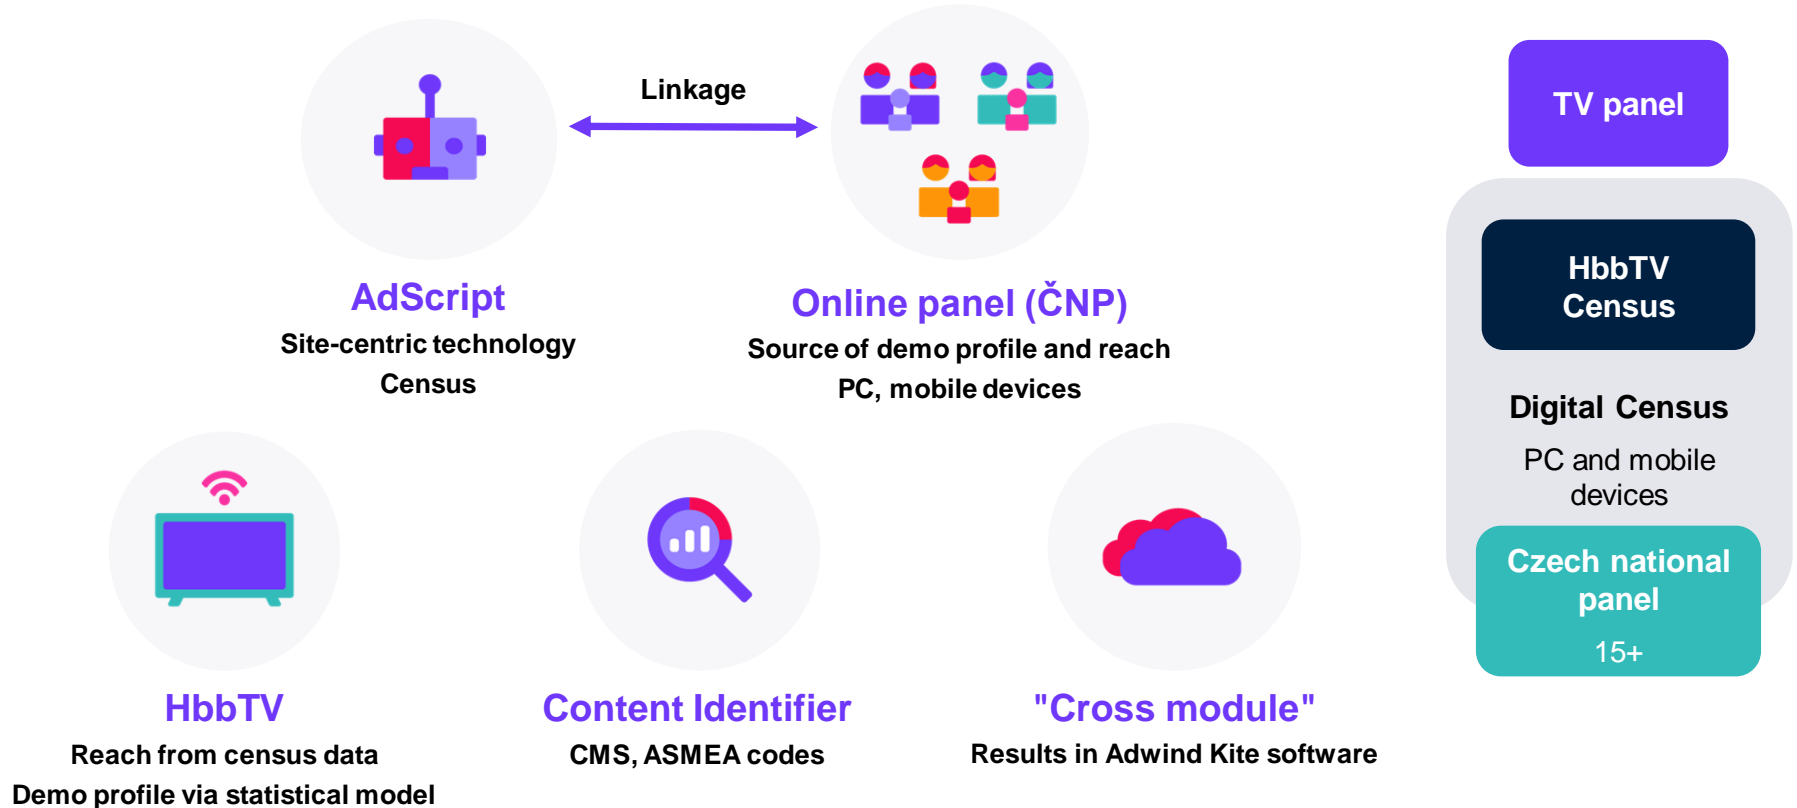 Linkage
AdScript
Site-centric technology
Census
Online panel (ČNP)
Source of demo profile and reach
PC, mobile devices
HbbTV
Reach from census data
Demo profile via statistical model
Content Identifier
CMS, ASMEA codes
"Cross module"
Results in Adwind Kite software
TV panel
HbbTV
Census
Digital Census
PC and mobile
devices
Czech national
panel
15+